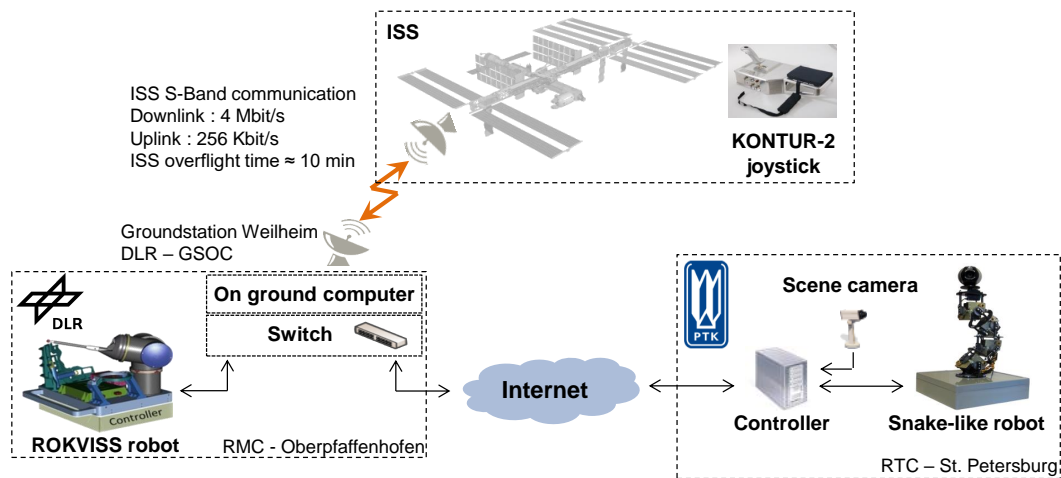 ISS
ISS S-Band communication
Downlink : 4 Mbit/s
Uplink : 256 Kbit/s
ISS overflight time ≈ 10 min
KONTUR-2
joystick
Groundstation Weilheim
DLR – GSOC
DLR
On ground computer
Switch
Controller
ROKVISS robot
RMC - Oberpfaffenhofen
Internet
РТК
Scene camera
Controller
Snake-like robot
RTC – St. Petersburg